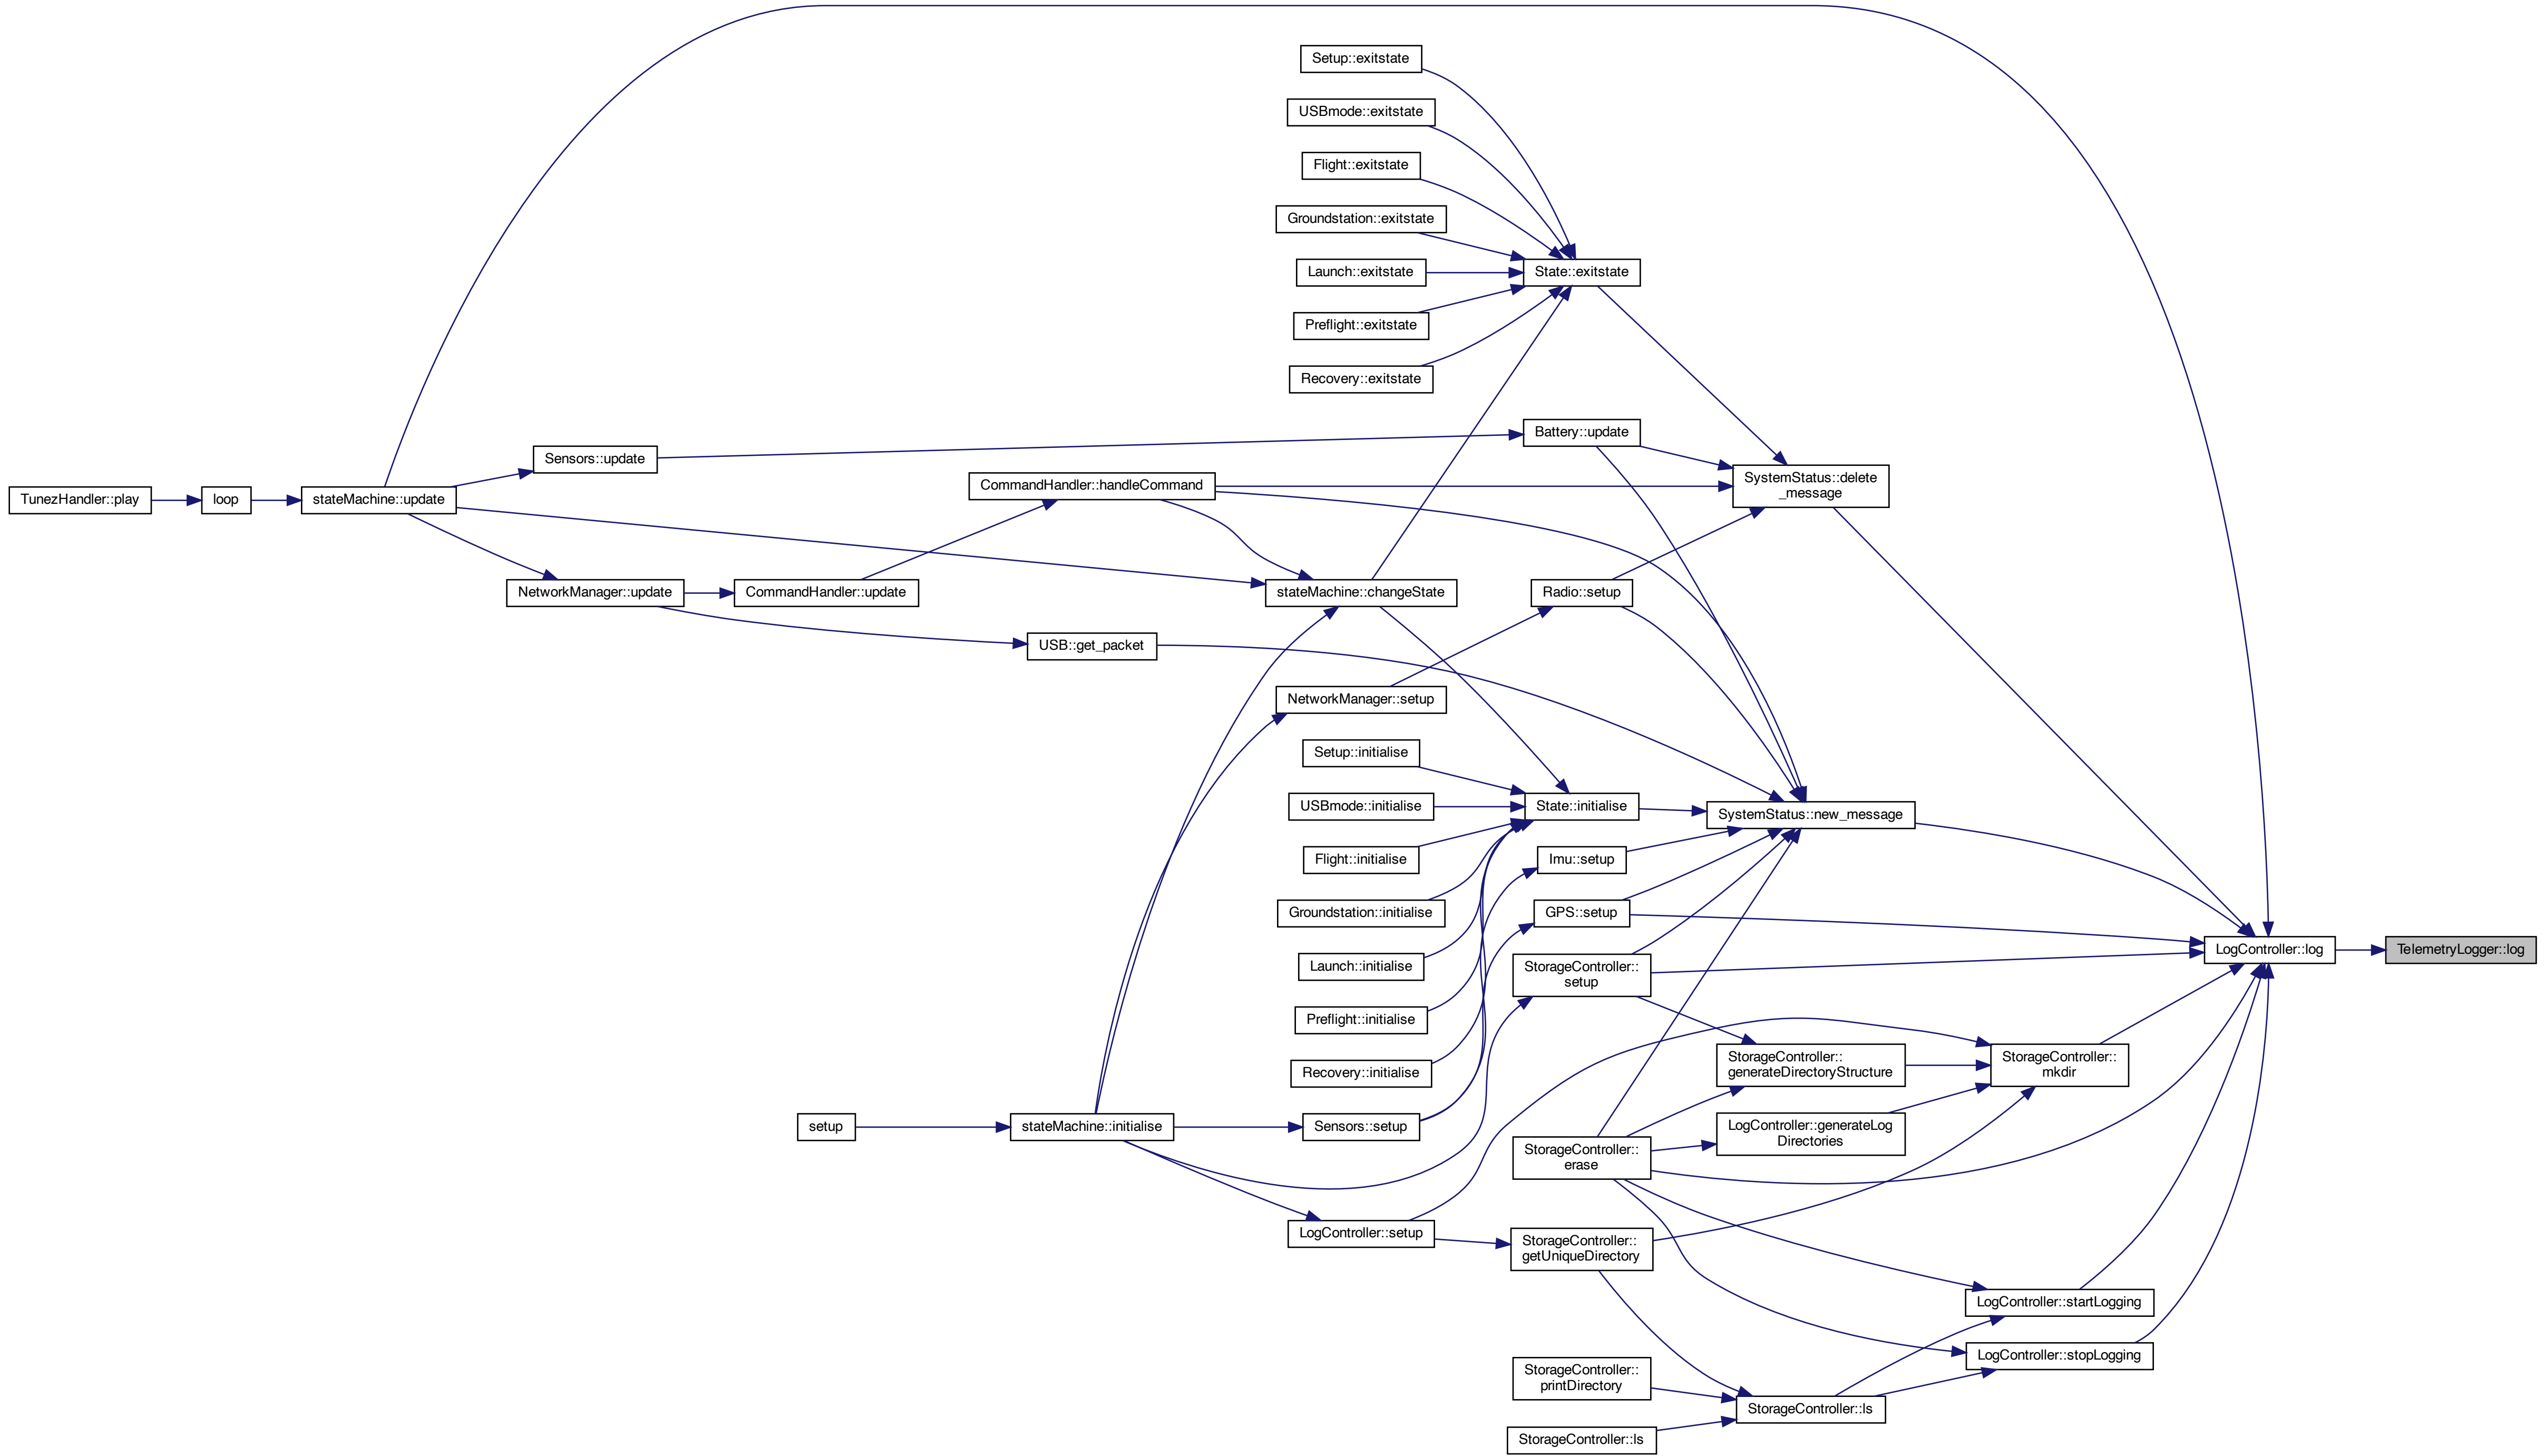 Setup::exitstate
USBmode::exitstate
Flight::exitstate
Groundstation::exitstate
Launch::exitstate
State::exitstate
Preflight::exitstate
Recovery::exitstate
Battery::update
Sensors::update
SystemStatus::delete
_message
CommandHandler::handleCommand
TunezHandler::play
loop
stateMachine::update
NetworkManager::update
CommandHandler::update
stateMachine::changeState
Radio::setup
USB::get_packet
NetworkManager::setup
Setup::initialise
USBmode::initialise
State::initialise
SystemStatus::new_message
Flight::initialise
Imu::setup
Groundstation::initialise
GPS::setup
LogController::log
TelemetryLogger::log
Launch::initialise
StorageController::
setup
Preflight::initialise
StorageController::
generateDirectoryStructure
StorageController::
mkdir
Recovery::initialise
setup
stateMachine::initialise
Sensors::setup
LogController::generateLog
Directories
StorageController::
erase
LogController::setup
StorageController::
getUniqueDirectory
LogController::startLogging
LogController::stopLogging
StorageController::
printDirectory
StorageController::ls
StorageController::ls